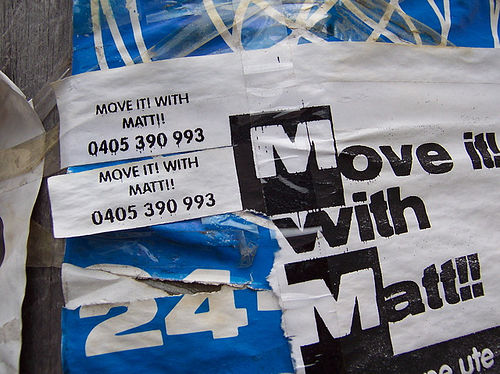 MOVE IT! WITH
MATT!!
0405 390 993
MOVE IT! WITH
MATT!!
0405 390 993
Move it!!
with
Matt!!
24
ute